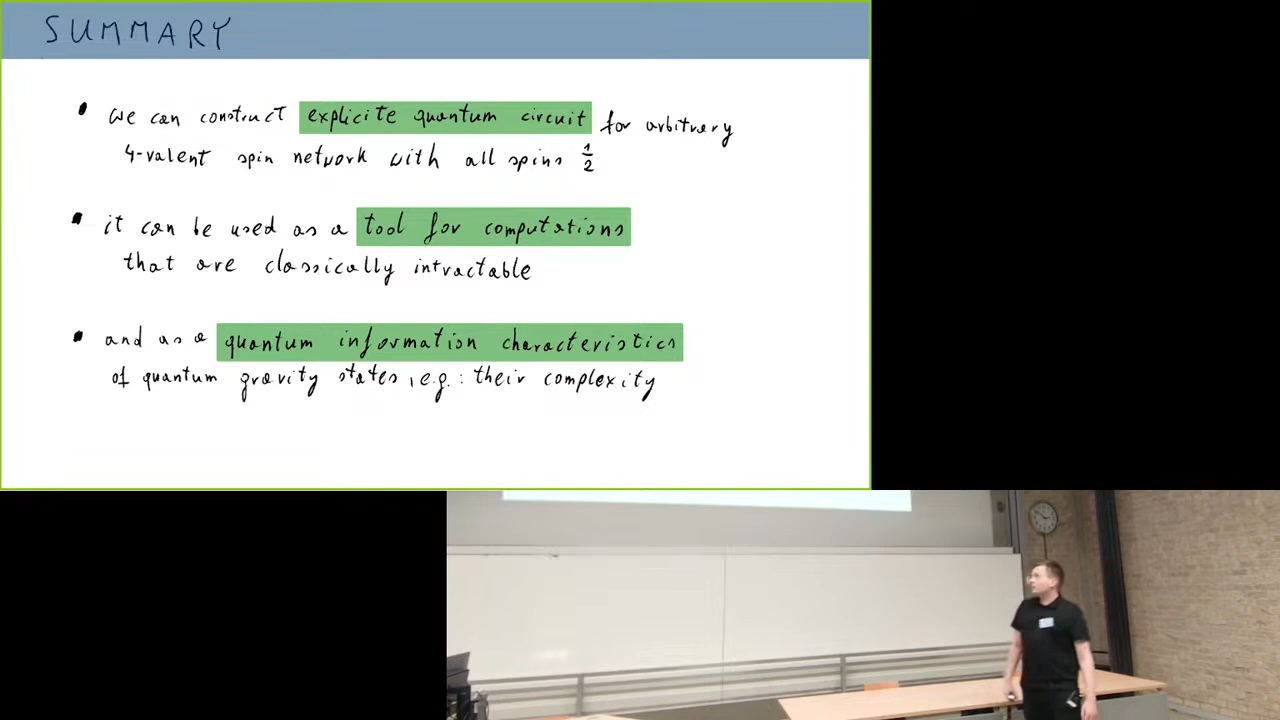 SUMMARY
• we can construct explicite quantum circuit for arbitrary
4-valent spin network with all spins 1/2
• it can be used as a tool for computations
that are classically intractable
• and as a quantum information characteristics
of quantum gravity states, e.g.: their complexity